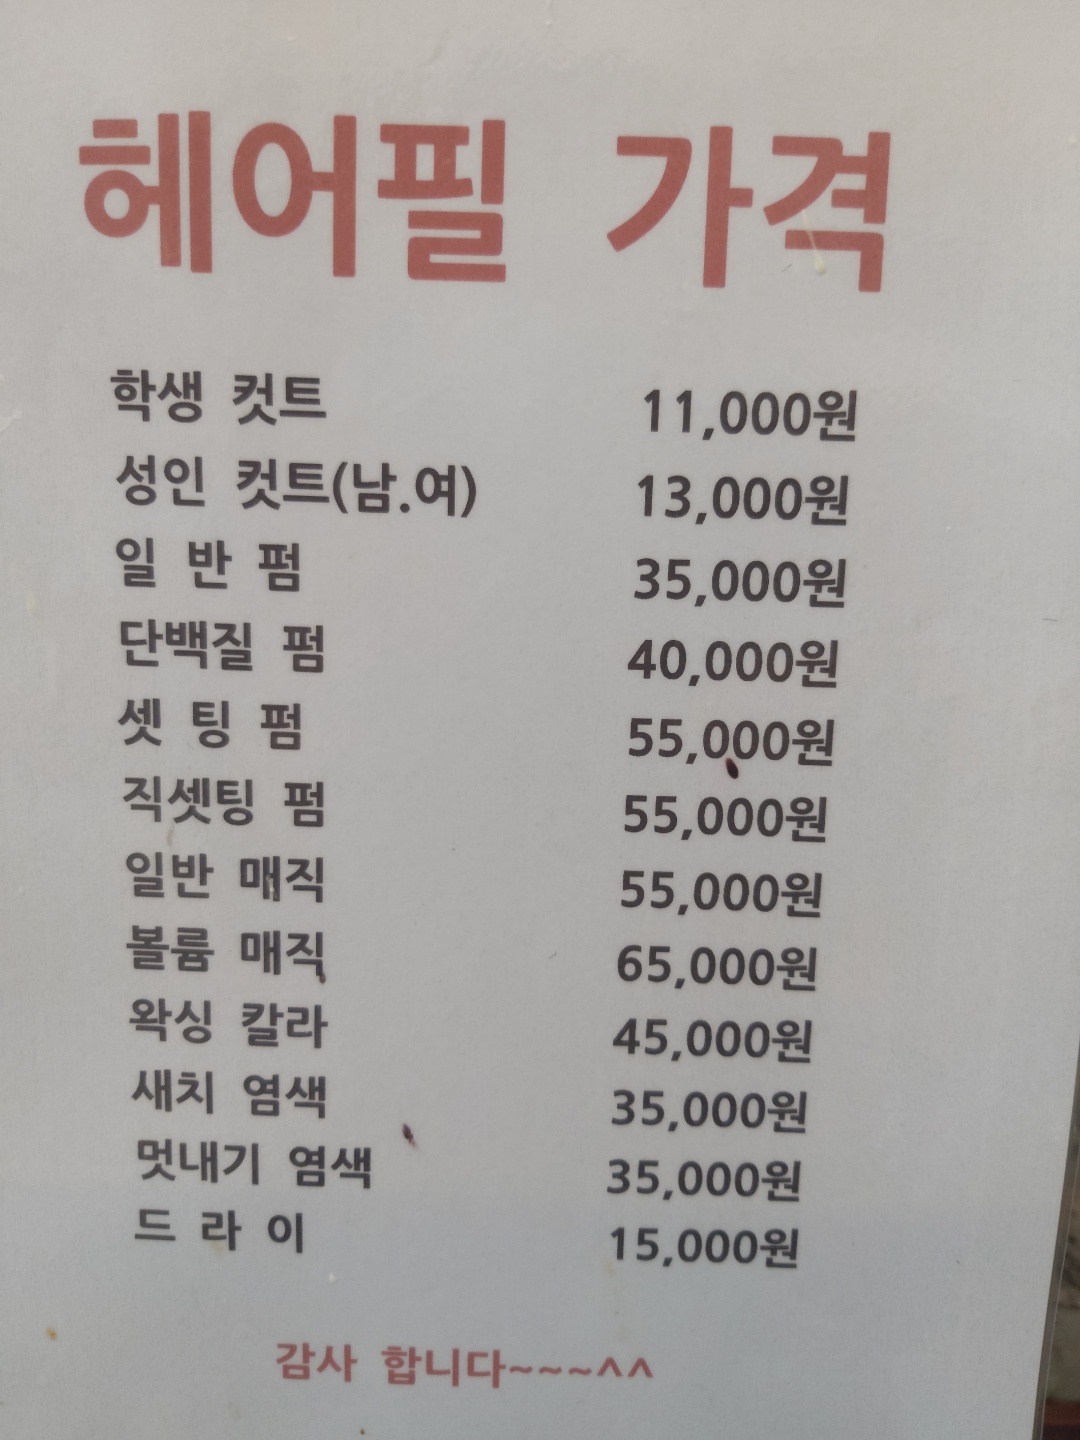 헤어필 가격
학생 컷트 11,000원
성인 컷트(남.여) 13,000원
일 반 펌 35,000원
단백질 펌 40,000원
셋 팅 펌 55,000원
직셋팅 펌 55,000원
일반 매직 55,000원
볼륨 매직 65,000원
왁싱 칼라 45,000원
새치 염색 35,000원
멋내기 염색 35,000원
드 라 이 15,000원
감사 합니다~~~^^